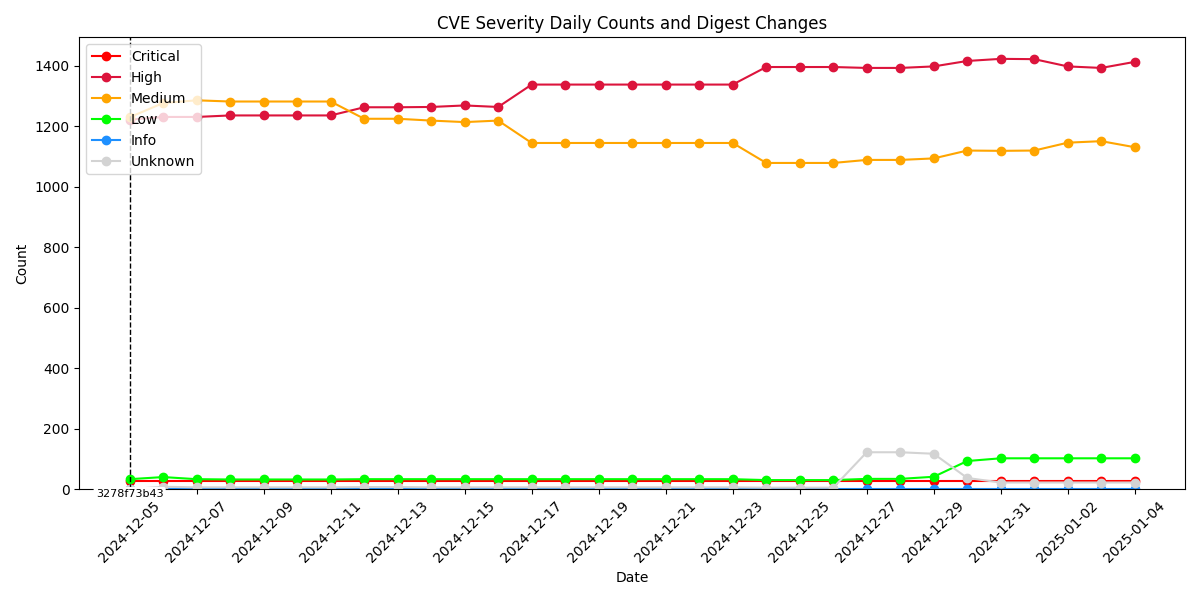 CVE Severity Daily Counts and Digest Changes
Critical
High
Medium
Low
Info
Unknown
Count
1400
1200
1000
800
600
400
200
0
3278f73b43
2024-12-05
2024-12-07
2024-12-09
2024-12-11
2024-12-13
2024-12-15
2024-12-17
2024-12-19
2024-12-21
2024-12-23
2024-12-25
2024-12-27
2024-12-29
2024-12-31
2025-01-02
2025-01-04
Date